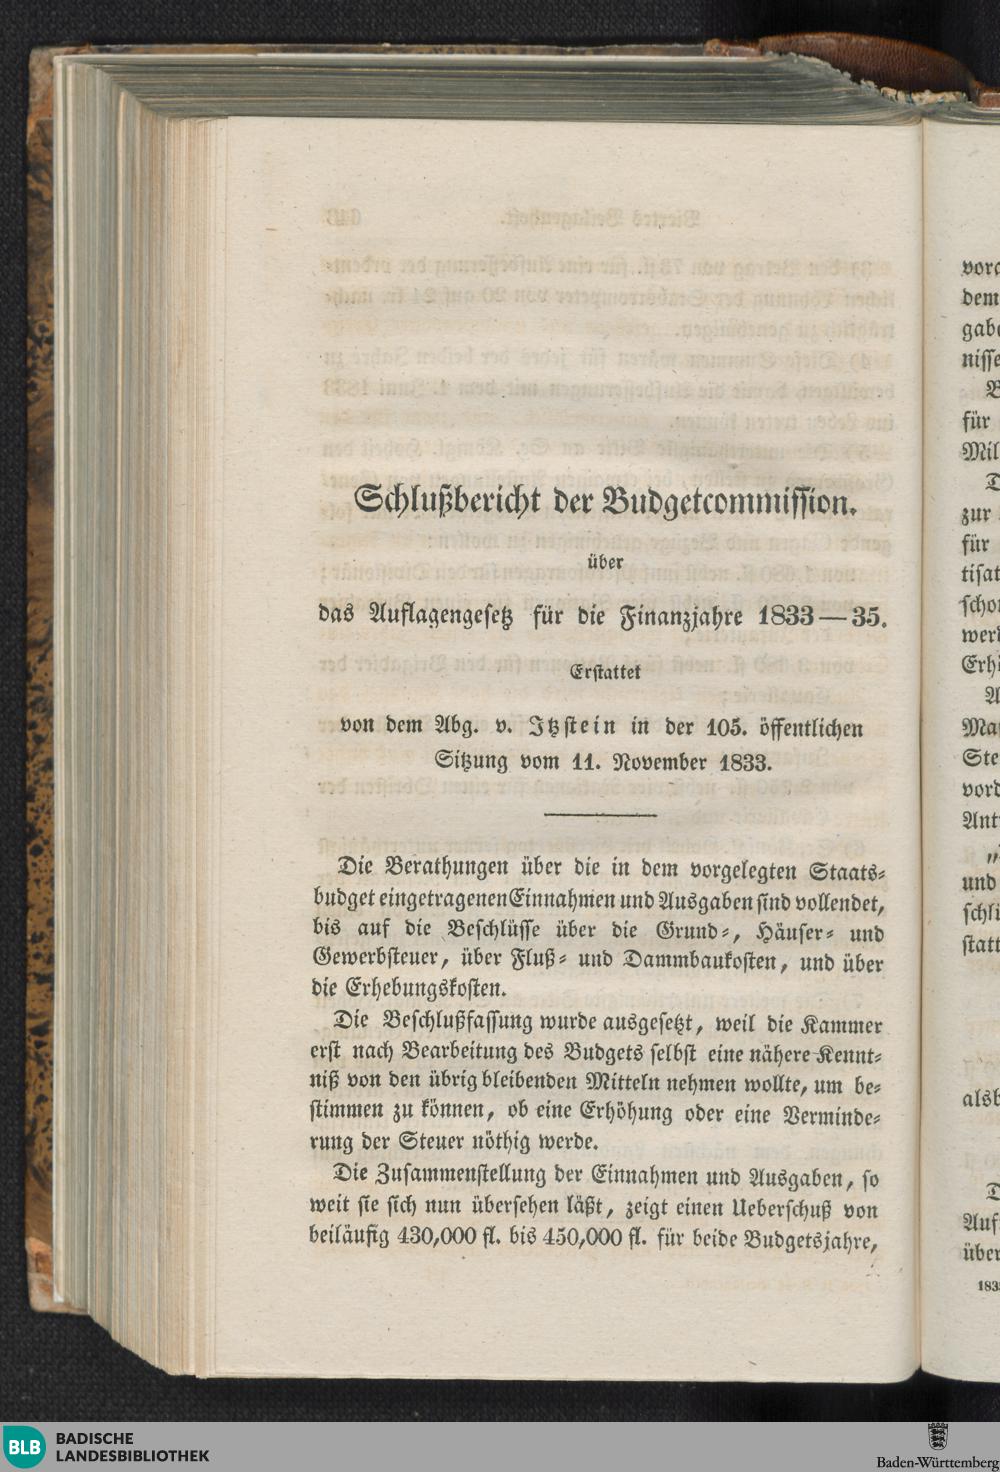 Schlußbericht der Budgetcommission.
über
das Auflagengesetz für die Finanzjahre 1833—35.
Erstattet
von dem Abg. v. Itzstein in der 105. öffentlichen
Sitzung vom 11. November 1833.
Die Berathungen über die in dem vorgelegten Staats-
budget eingetragenen Einnahmen und Ausgaben sind vollendet,
bis auf die Beschlüsse über die Grund-, Häuser- und
Gewerbsteuer, über Fluß- und Dammbaukosten, und über
die Erhebungskosten.
Die Beschlußfassung wurde ausgesetzt, weil die Kammer
erst nach Bearbeitung des Budgets selbst eine nähere Kennt-
niß von den übrig bleibenden Mitteln nehmen wollte, um be-
stimmen zu können, ob eine Erhöhung oder eine Verminde-
rung der Steuer nöthig werde.
Die Zusammenstellung der Einnahmen und Ausgaben, so
weit sie sich nun übersehen läßt, zeigt einen Ueberschuß von
beiläufig 430,000 fl. bis 450,000 fl. für beide Budgetsjahre,
dem
für
zur
für
und
BLB BADISCHE
LANDESBIBLIOTHEK
Baden-Württemberg